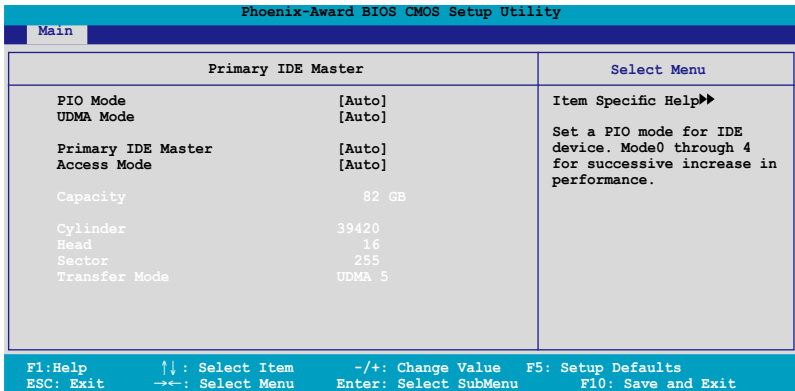 Phoenix-Award BIOS CMOS Setup Utility
Main
Primary IDE Master
Select Menu
PIO Mode [Auto]
UDMA Mode [Auto]
Primary IDE Master [Auto]
Access Mode [Auto]
Capacity 82 GB
Cylinder 39420
Head 16
Sector 255
Transfer Mode UDMA 5
Item Specific Help▶▶
Set a PIO mode for IDE
device. Mode0 through 4
for successive increase in
performance.
F1:Help ↑↓ : Select Item -/+: Change Value F5: Setup Defaults
ESC: Exit →←: Select Menu Enter: Select SubMenu F10: Save and Exit